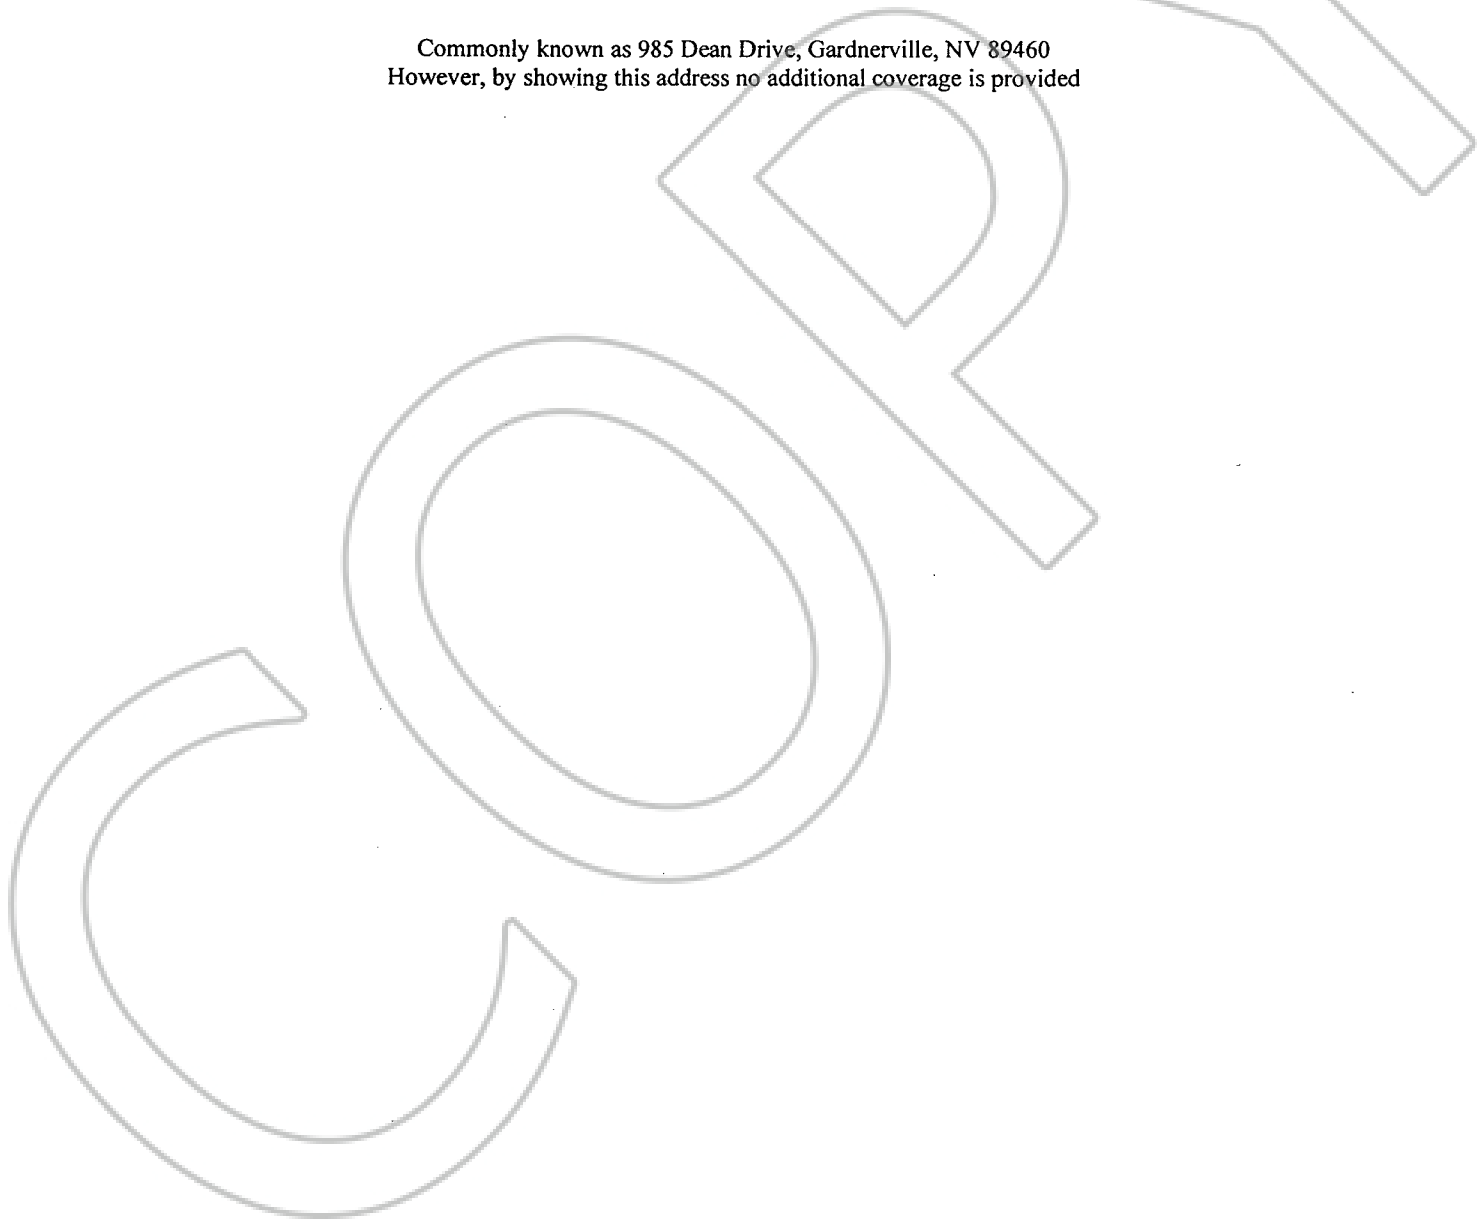 Commonly known as 985 Dean Drive, Gardnerville, NV 89460
However, by showing this address no additional coverage is provided
COPY